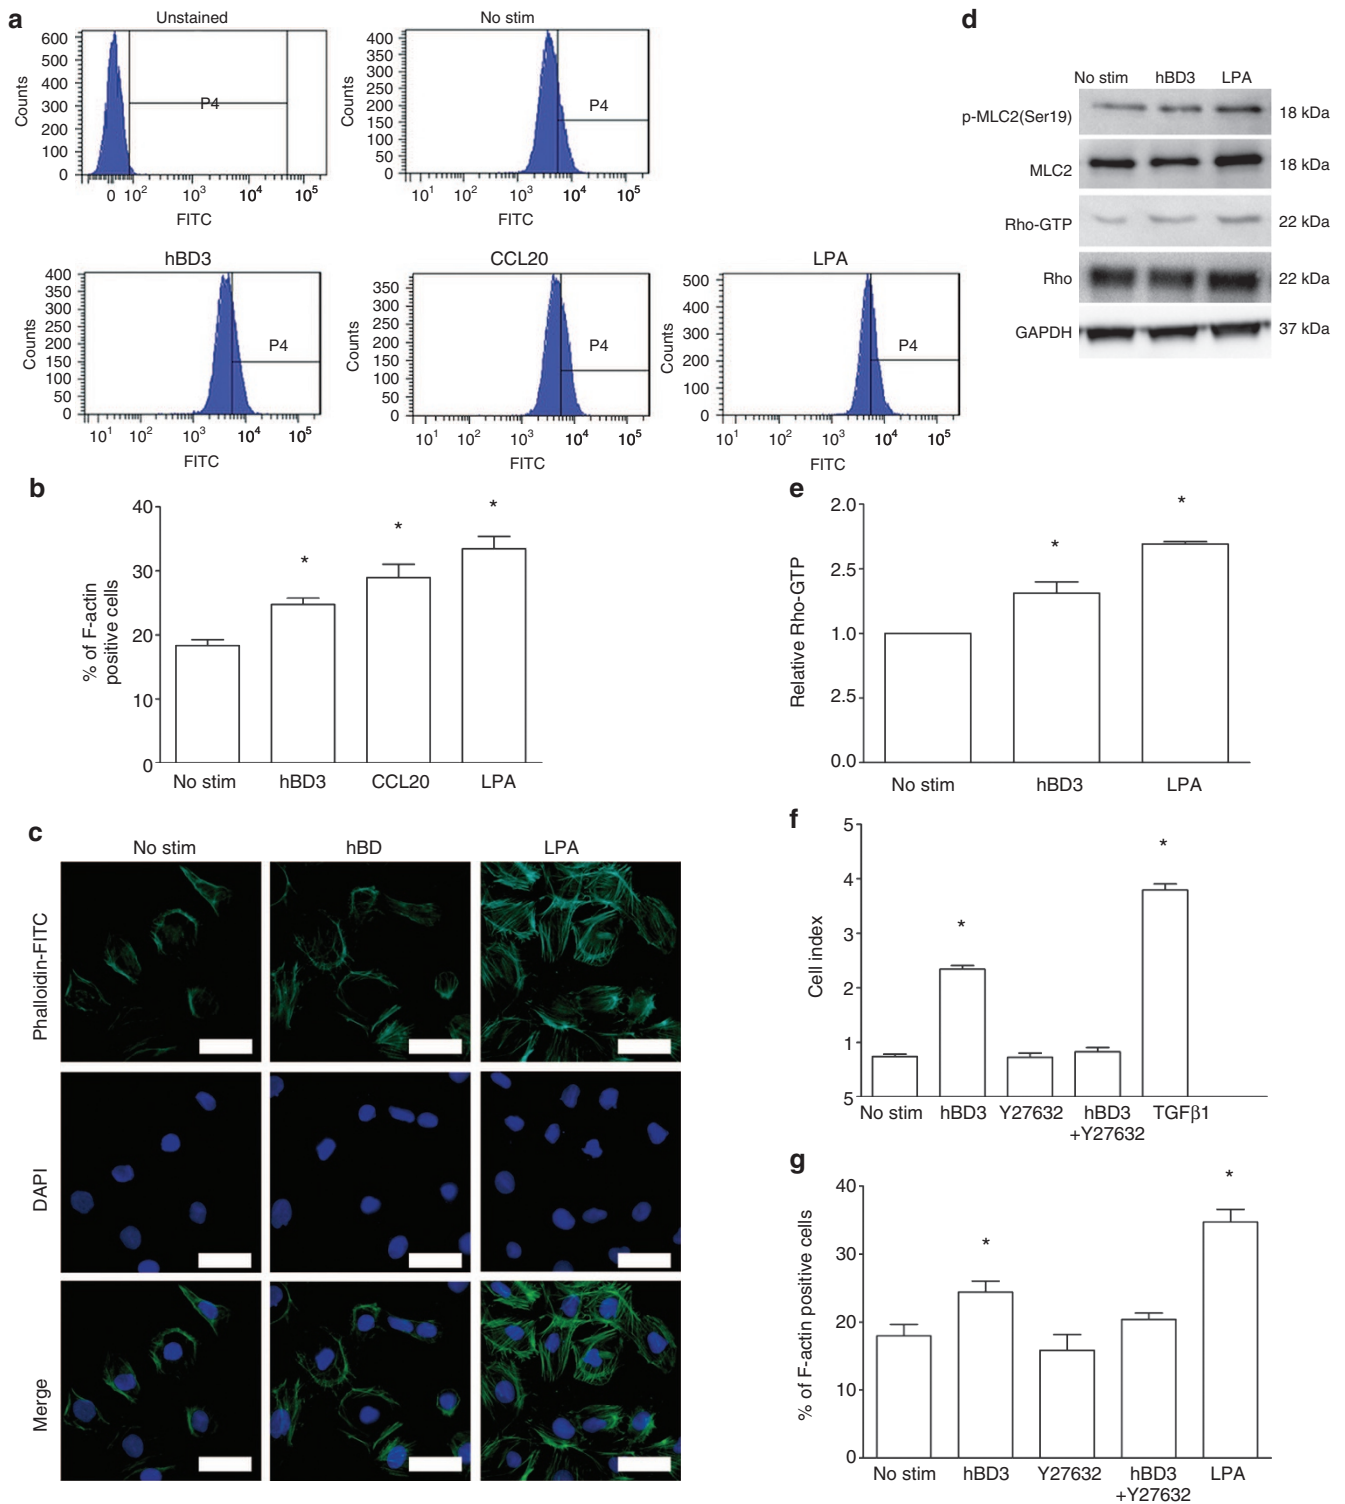 a
Unstained
600
500
400
300
200
100
0
Counts
P4
0 10² 10³ 10⁴ 10⁵
FITC
No stim
400
350
300
250
200
150
100
50
0
Counts
P4
10¹ 10² 10³ 10⁴ 10⁵
FITC
hBD3
400
350
300
250
200
150
100
50
0
Counts
P4
10¹ 10² 10³ 10⁴ 10⁵
FITC
CCL20
350
300
250
200
150
100
50
0
Counts
P4
10¹ 10² 10³ 10⁴ 10⁵
FITC
LPA
500
400
300
200
100
0
Counts
P4
10¹ 10² 10³ 10⁴ 10⁵
FITC
b
% of F-actin
positive cells
40
30
20
10
0
* * *
No stim hBD3 CCL20 LPA
c
No stim hBD LPA
Phalloidin-FITC
DAPI
Merge
d
No stim hBD3 LPA
p-MLC2(Ser19) 18 kDa
MLC2 18 kDa
Rho-GTP 22 kDa
Rho 22 kDa
GAPDH 37 kDa
e
Relative Rho-GTP
2.0
2.5
1.0
2.5
0.0
* *
No stim hBD3 LPA
f
Cell index
5
4
3
2
1
5
* *
No stim hBD3 Y27632 hBD3 TGFβ1
+Y27632
g
% of F-actin positive cells
40
30
20
10
0
* *
No stim hBD3 Y27632 hBD3 LPA
+Y27632